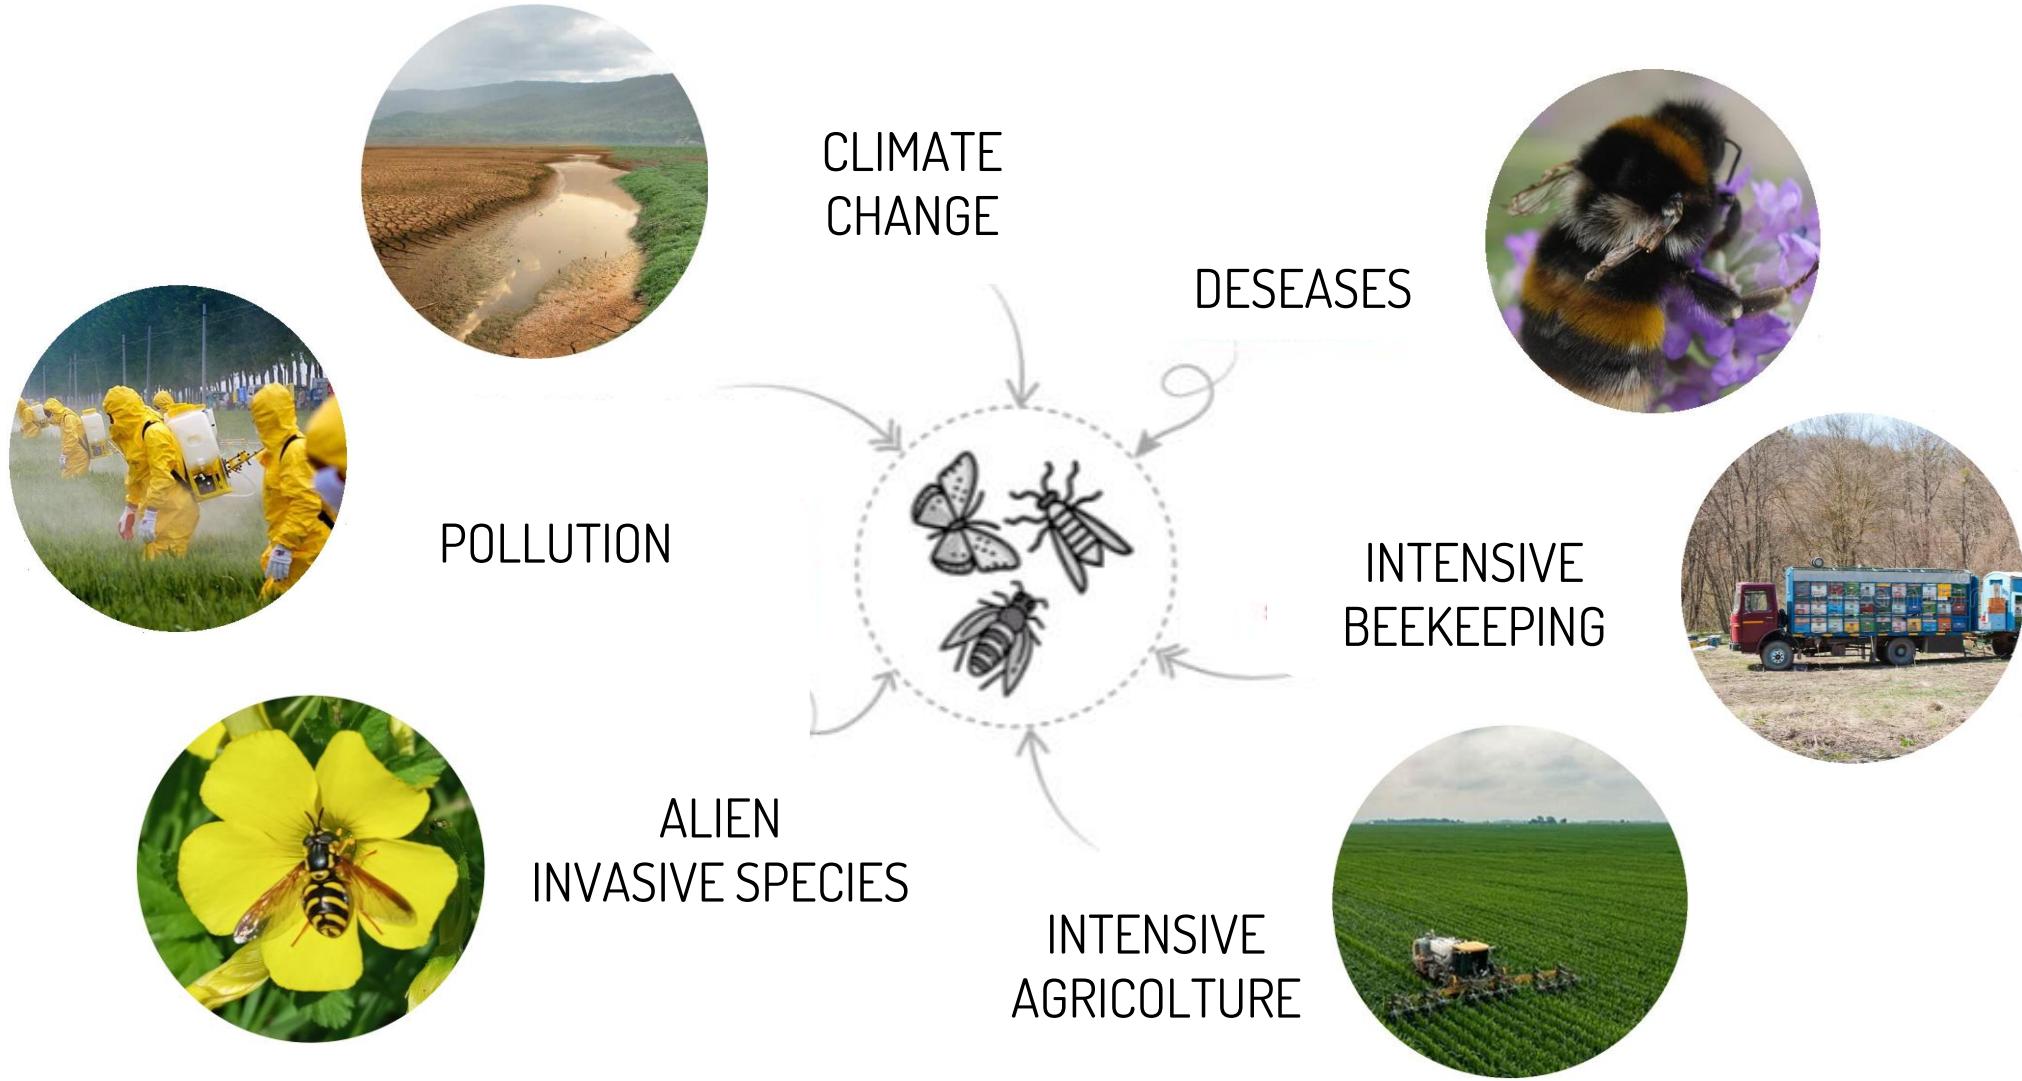 CLIMATE
CHANGE
DESEASES
POLLUTION
INTENSIVE
BEEKEEPING
ALIEN
INVASIVE SPECIES
INTENSIVE
AGRICOLTURE